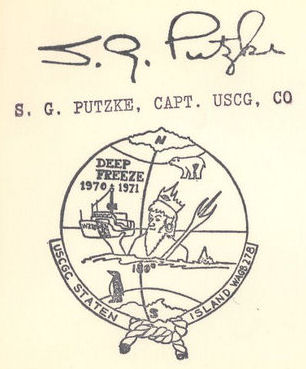 S. G. Putzke
S. G. PUTZKE, CAPT. USCG, CO
N
DEEP
FREEZE
1970 1971
180°
S
USCGC STATEN ISLAND WAGB 278